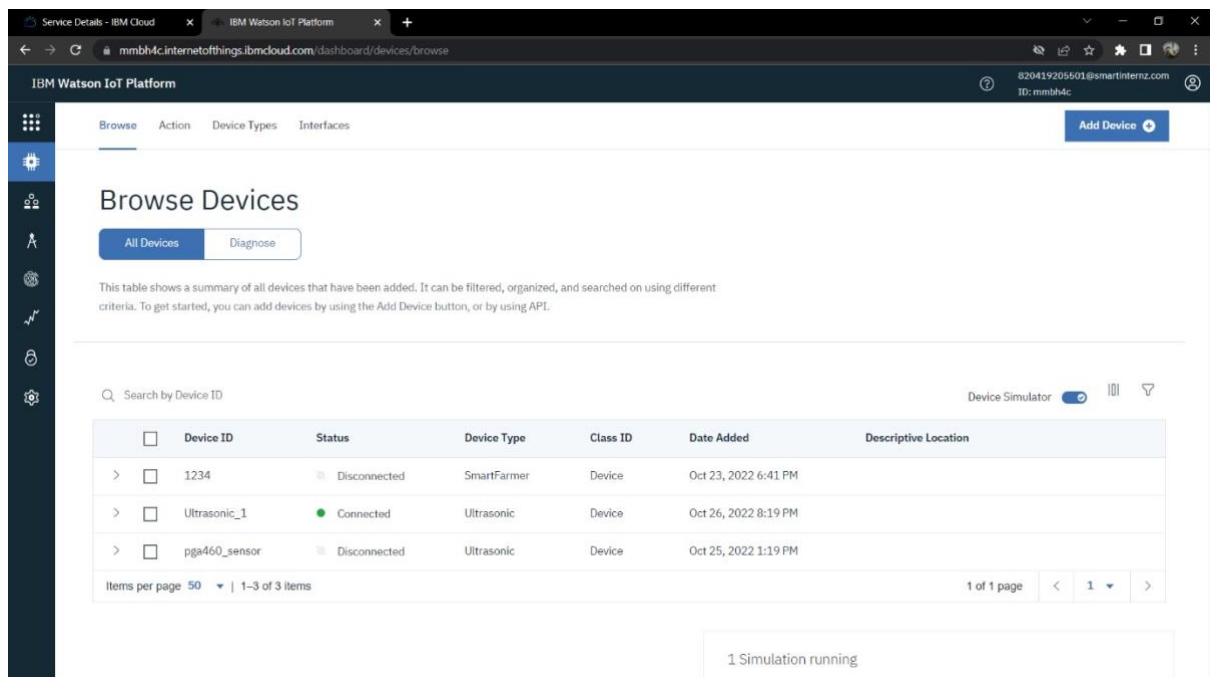 Service Details - IBM Cloud
IBM Watson IoT Platform
mmbh4c.internetofthings.ibmcloud.com/dashboard/devices/browse
IBM Watson IoT Platform
820419205501@smartinternz.com
ID: mmbh4c
Browse Action Device Types Interfaces
Add Device
Browse Devices
All Devices Diagnose
This table shows a summary of all devices that have been added. It can be filtered, organized, and searched on using different
criteria. To get started, you can add devices by using the Add Device button, or by using API.
Search by Device ID
Device Simulator
Device ID Status Device Type Class ID Date Added Descriptive Location
1234 Disconnected SmartFarmer Device Oct 23, 2022 6:41 PM
Ultrasonic_1 Connected Ultrasonic Device Oct 26, 2022 8:19 PM
pga460_sensor Disconnected Ultrasonic Device Oct 25, 2022 1:19 PM
Items per page 50 | 1–3 of 3 items
1 of 1 page 1
1 Simulation running